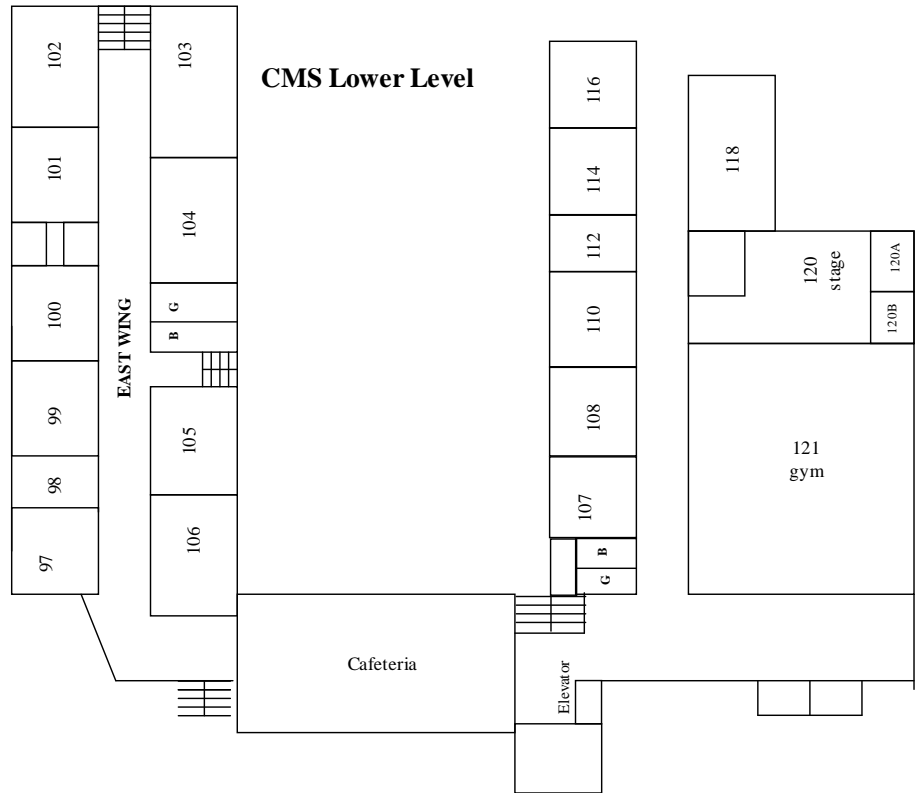 CMS Lower Level
102
103
101
104
G
B
100
EAST WING
99
105
98
97
106
116
114
112
110
108
107
B
G
118
120
stage
120A
120B
121
gym
Cafeteria
Elevator